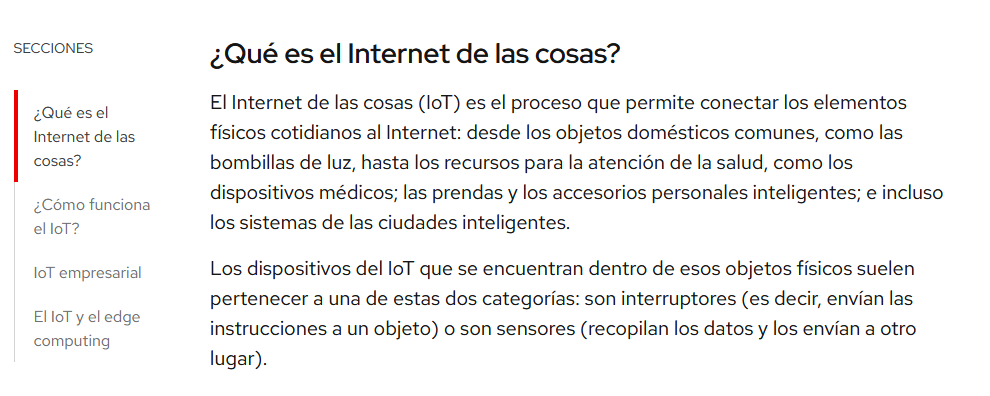 SECCIONES
¿Qué es el
Internet de las
cosas?
¿Cómo funciona
el IoT?
IoT empresarial
El IoT y el edge
computing
¿Qué es el Internet de las cosas?
El Internet de las cosas (IoT) es el proceso que permite conectar los elementos
físicos cotidianos al Internet: desde los objetos domésticos comunes, como las
bombillas de luz, hasta los recursos para la atención de la salud, como los
dispositivos médicos; las prendas y los accesorios personales inteligentes; e incluso
los sistemas de las ciudades inteligentes.
Los dispositivos del IoT que se encuentran dentro de esos objetos físicos suelen
pertenecer a una de estas dos categorías: son interruptores (es decir, envían las
instrucciones a un objeto) o son sensores (recopilan los datos y los envían a otro
lugar).